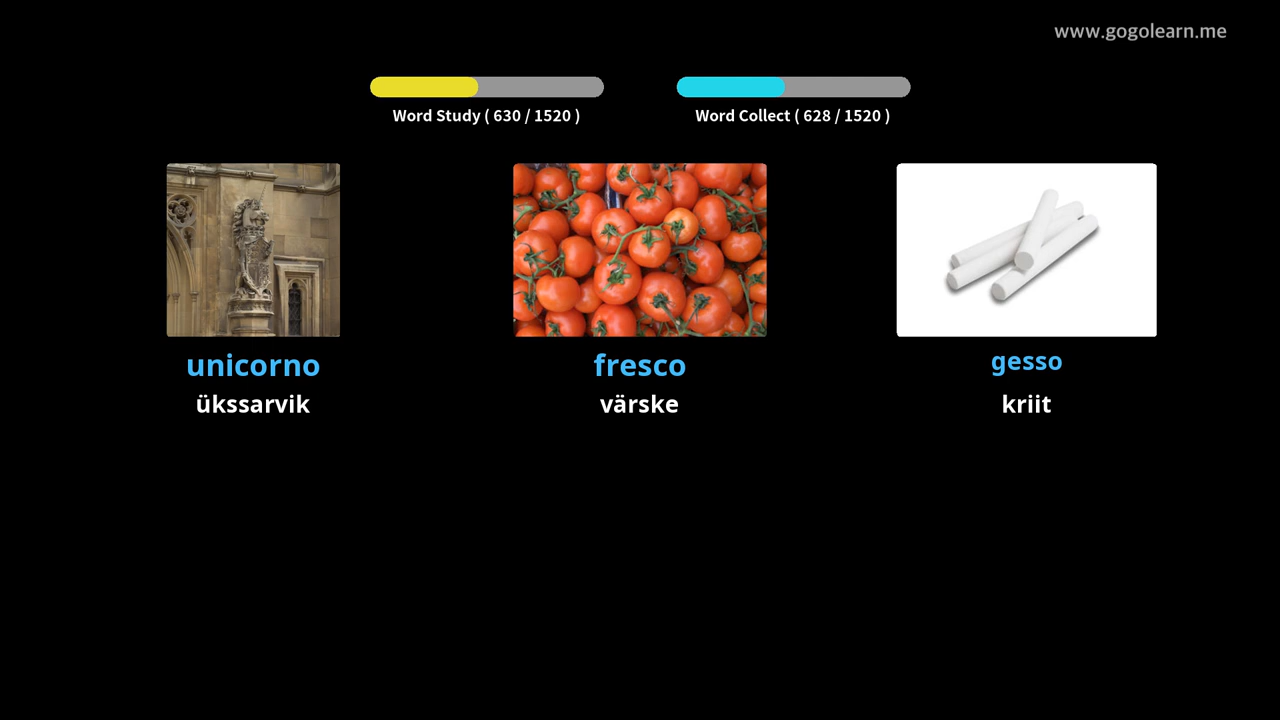 www.gogolearn.me
Word Study ( 630 / 1520 )
Word Collect ( 628 / 1520 )
unicorno
fresco
gesso
ükssarvik
värske
kriit